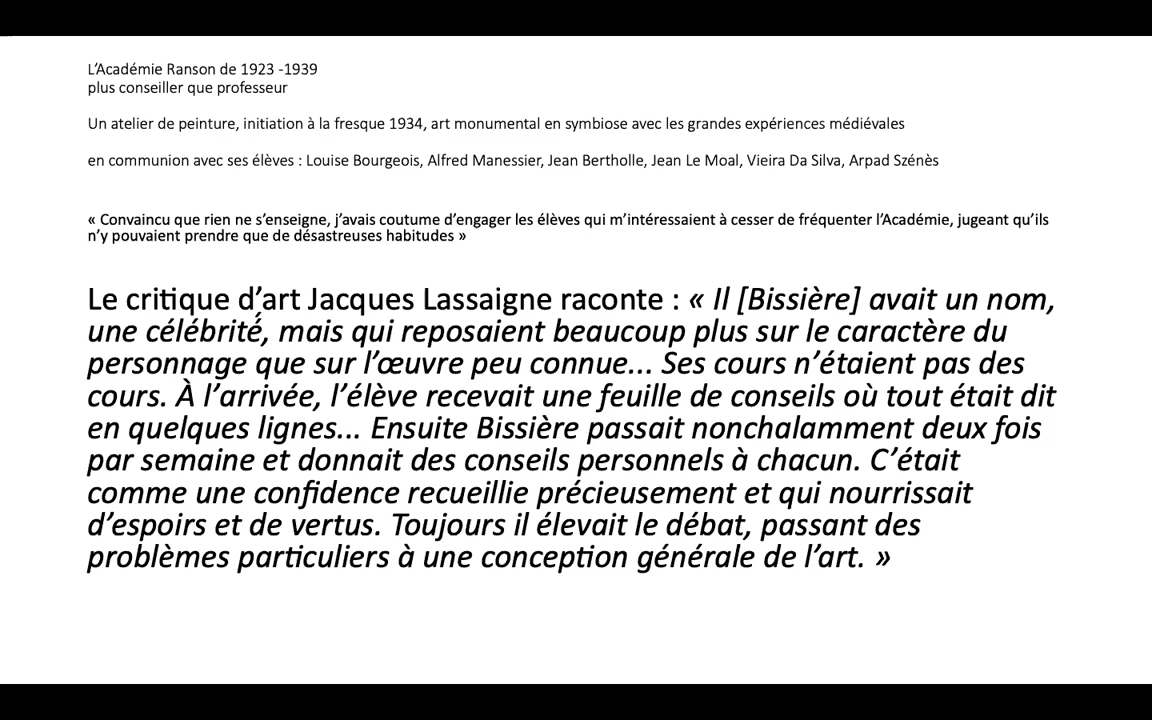 L’Académie Ranson de 1923 -1939
plus conseiller que professeur
Un atelier de peinture, initiation à la fresque 1934, art monumental en symbiose avec les grandes expériences médiévales
en communion avec ses élèves : Louise Bourgeois, Alfred Manessier, Jean Bertholle, Jean Le Moal, Vieira Da Silva, Arpad Szénès
« Convaincu que rien ne s’enseigne, j’avais coutume d’engager les élèves qui m’intéressaient à cesser de fréquenter l’Académie, jugeant qu’ils
n’y pouvaient prendre que de désastreuses habitudes »
Le critique d’art Jacques Lassaigne raconte : « Il [Bissière] avait un nom,
une célébrité, mais qui reposaient beaucoup plus sur le caractère du
personnage que sur l’œuvre peu connue... Ses cours n’étaient pas des
cours. À l’arrivée, l’élève recevait une feuille de conseils où tout était dit
en quelques lignes... Ensuite Bissière passait nonchalamment deux fois
par semaine et donnait des conseils personnels à chacun. C’était
comme une confidence recueillie précieusement et qui nourrissait
d’espoirs et de vertus. Toujours il élevait le débat, passant des
problèmes particuliers à une conception générale de l’art. »